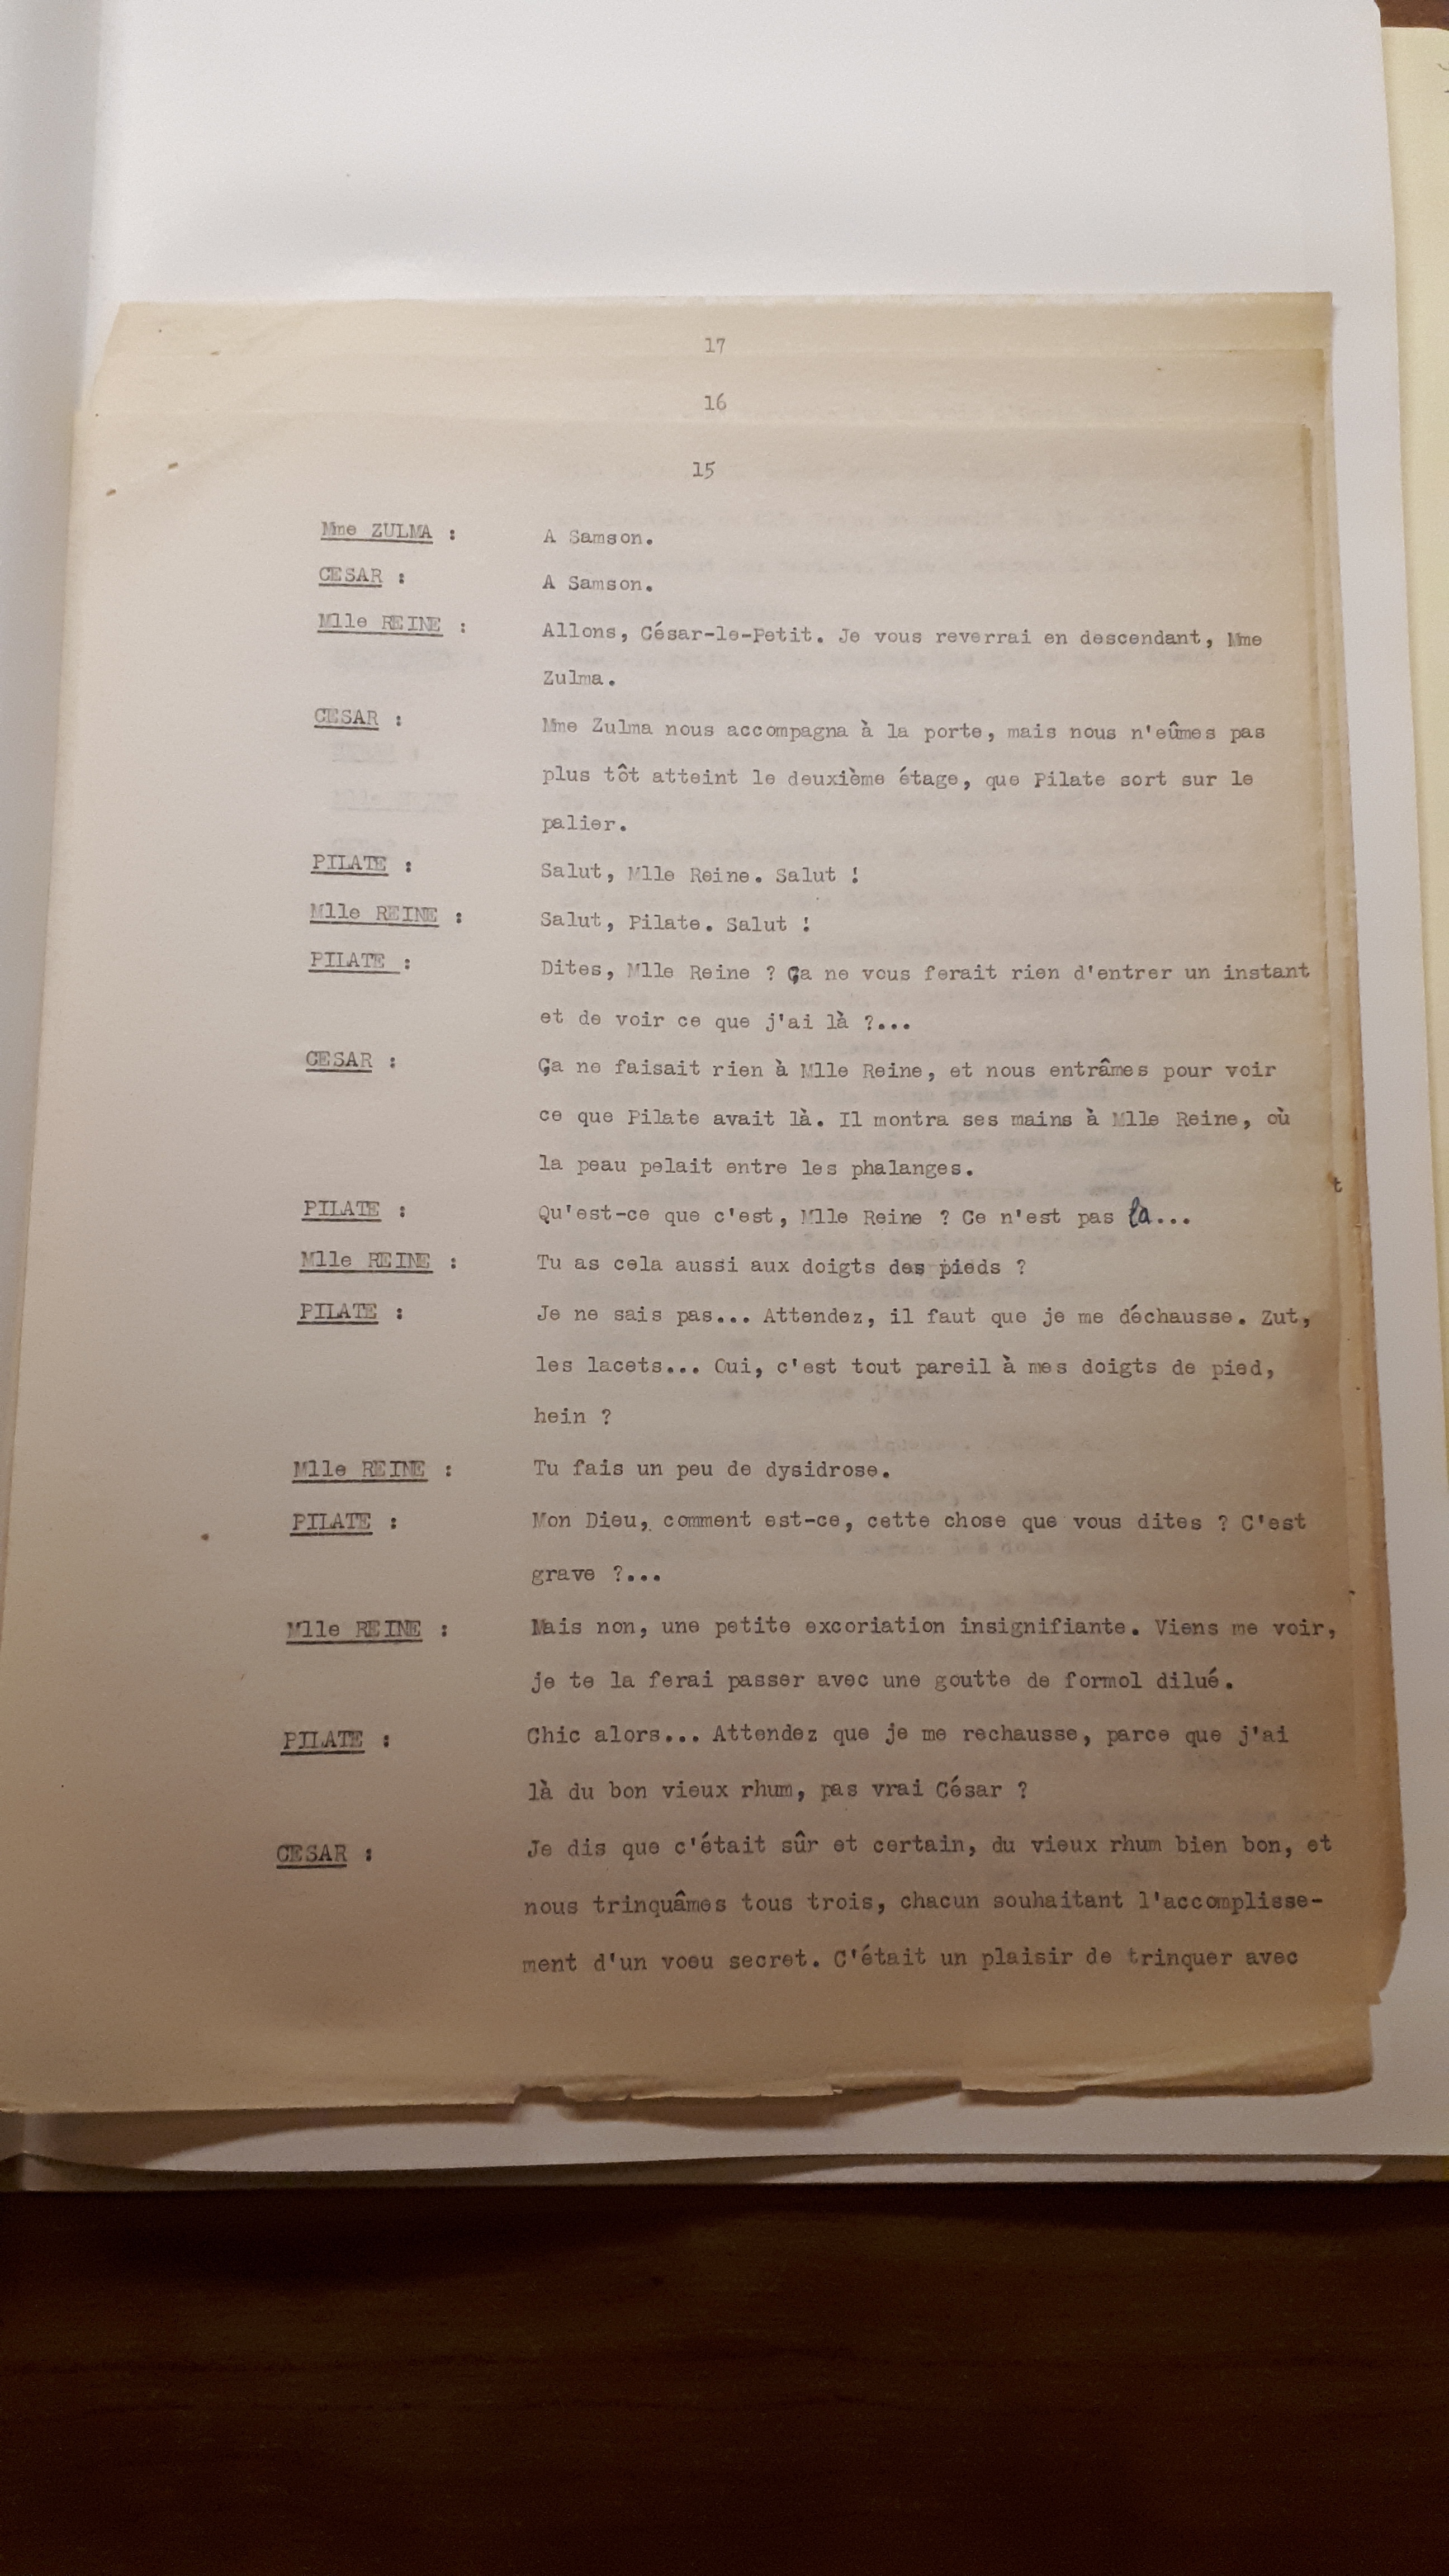 17
16
15
Mme ZULMA : A Samson.
CESAR : A Samson.
Mlle REINE : Allons, César-le-Petit. Je vous reverrai en descendant, Mme
Zulma.
CESAR : Mme Zulma nous accompagna à la porte, mais nous n'eûmes pas
plus tôt atteint le deuxième étage, que Pilate sort sur le
palier.
PILATE : Salut, Mlle Reine. Salut !
Mlle REINE : Salut, Pilate. Salut !
PILATE : Dites, Mlle Reine ? Ça ne vous ferait rien d'entrer un instant
et de voir ce que j'ai là ?...
CESAR : Ça ne faisait rien à Mlle Reine, et nous entrâmes pour voir
ce que Pilate avait là. Il montra ses mains à Mlle Reine, où
la peau pelait entre les phalanges.
t
PILATE : Qu'est-ce que c'est, Mlle Reine ? Ce n'est pas la...
Mlle REINE : Tu as cela aussi aux doigts des pieds ?
PILATE : Je ne sais pas... Attendez, il faut que je me déchausse. Zut,
les lacets... Oui, c'est tout pareil à mes doigts de pied,
hein ?
Mlle REINE : Tu fais un peu de dysidrose.
PILATE : Mon Dieu, comment est-ce, cette chose que vous dites ? C'est
grave ?...
Mlle REINE : Mais non, une petite excoriation insignifiante. Viens me voir,
je te la ferai passer avec une goutte de formol dilué.
PILATE : Chic alors... Attendez que je me rechausse, parce que j'ai
là du bon vieux rhum, pas vrai César ?
CESAR : Je dis que c'était sûr et certain, du vieux rhum bien bon, et
nous trinquâmes tous trois, chacun souhaitant l'accomplisse-
ment d'un voeu secret. C'était un plaisir de trinquer avec